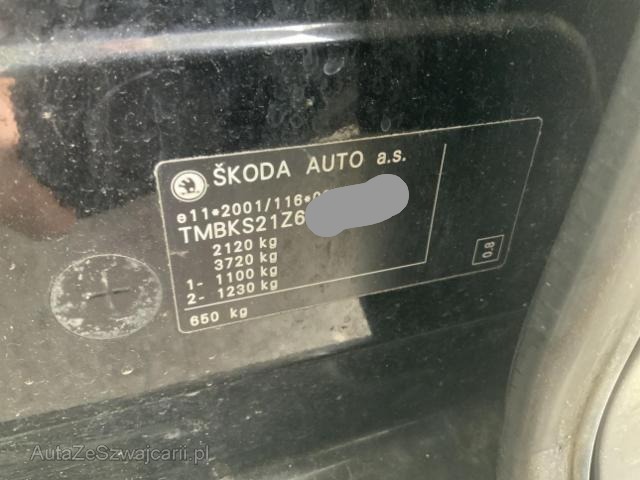 ŠKODA AUTO a.s.
e11*2001/116*0
TMBKS21Z6
2120 kg
3720 kg
1- 1100 kg
2- 1230 kg
650 kg
0.8
AutaZeSzwajcarii.pl